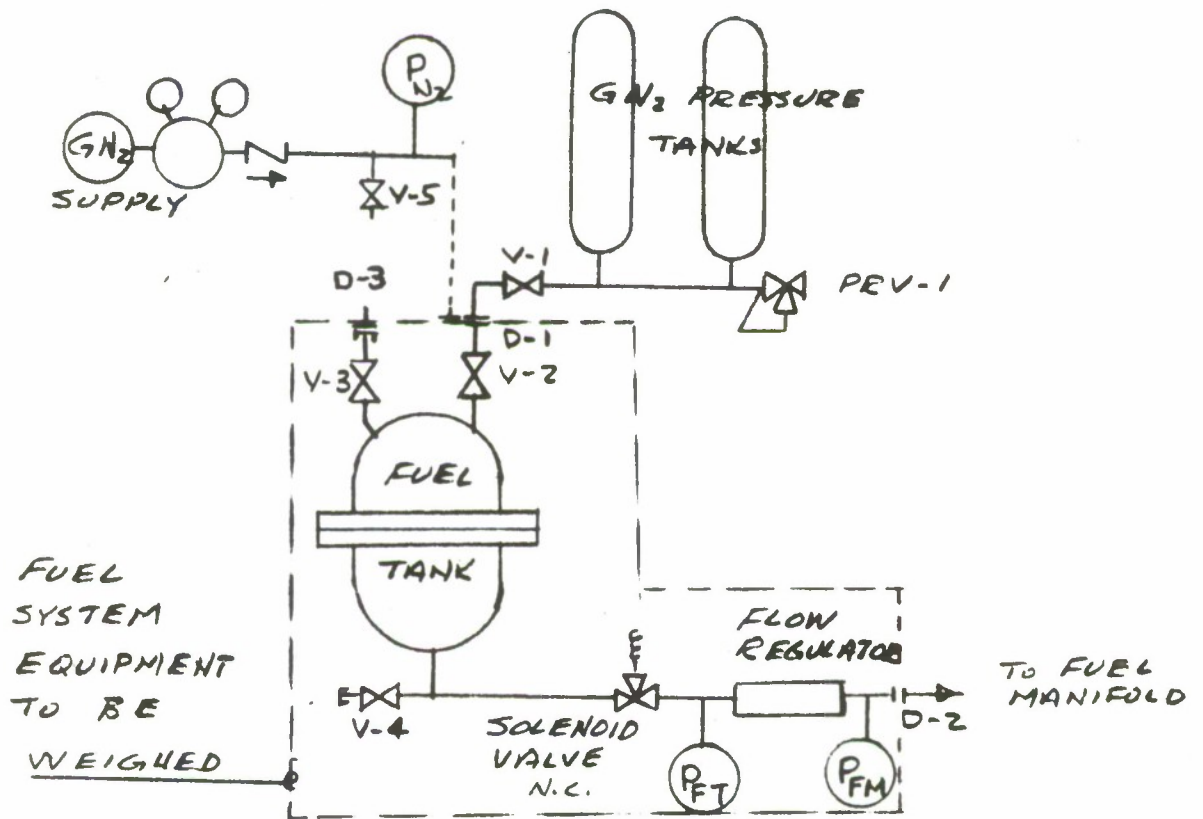 P
N2
GN2
SUPPLY
V-5
GN2 PRESSURE
TANKS
V-1
PEV-1
D-3
D-1
V-3
V-2
FUEL
TANK
FUEL
SYSTEM
EQUIPMENT
TO BE
WEIGHED
FLOW
REGULATOR
TO FUEL
MANIFOLD
D-2
V-4
SOLENOID
VALVE
N.C.
PFT
PFM